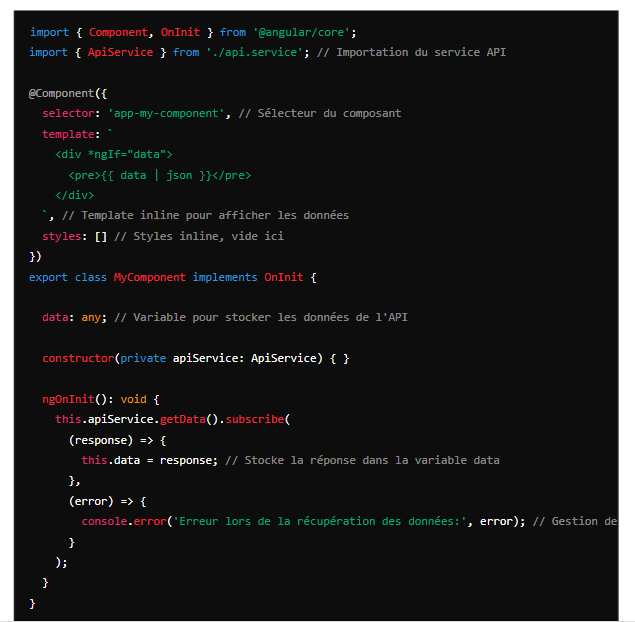 import { Component, OnInit } from '@angular/core';
import { ApiService } from './api.service'; // Importation du service API
@Component({
selector: 'app-my-component', // Sélecteur du composant
template: `
<div *ngIf="data">
<pre>{{ data | json }}</pre>
</div>
`, // Template inline pour afficher les données
styles: [] // Styles inline, vide ici
})
export class MyComponent implements OnInit {
data: any; // Variable pour stocker les données de l'API
constructor(private apiService: ApiService) { }
ngOnInit(): void {
this.apiService.getData().subscribe(
(response) => {
this.data = response; // Stocke la réponse dans la variable data
},
(error) => {
console.error('Erreur lors de la récupération des données:', error); // Gestion de
}
);
}
}